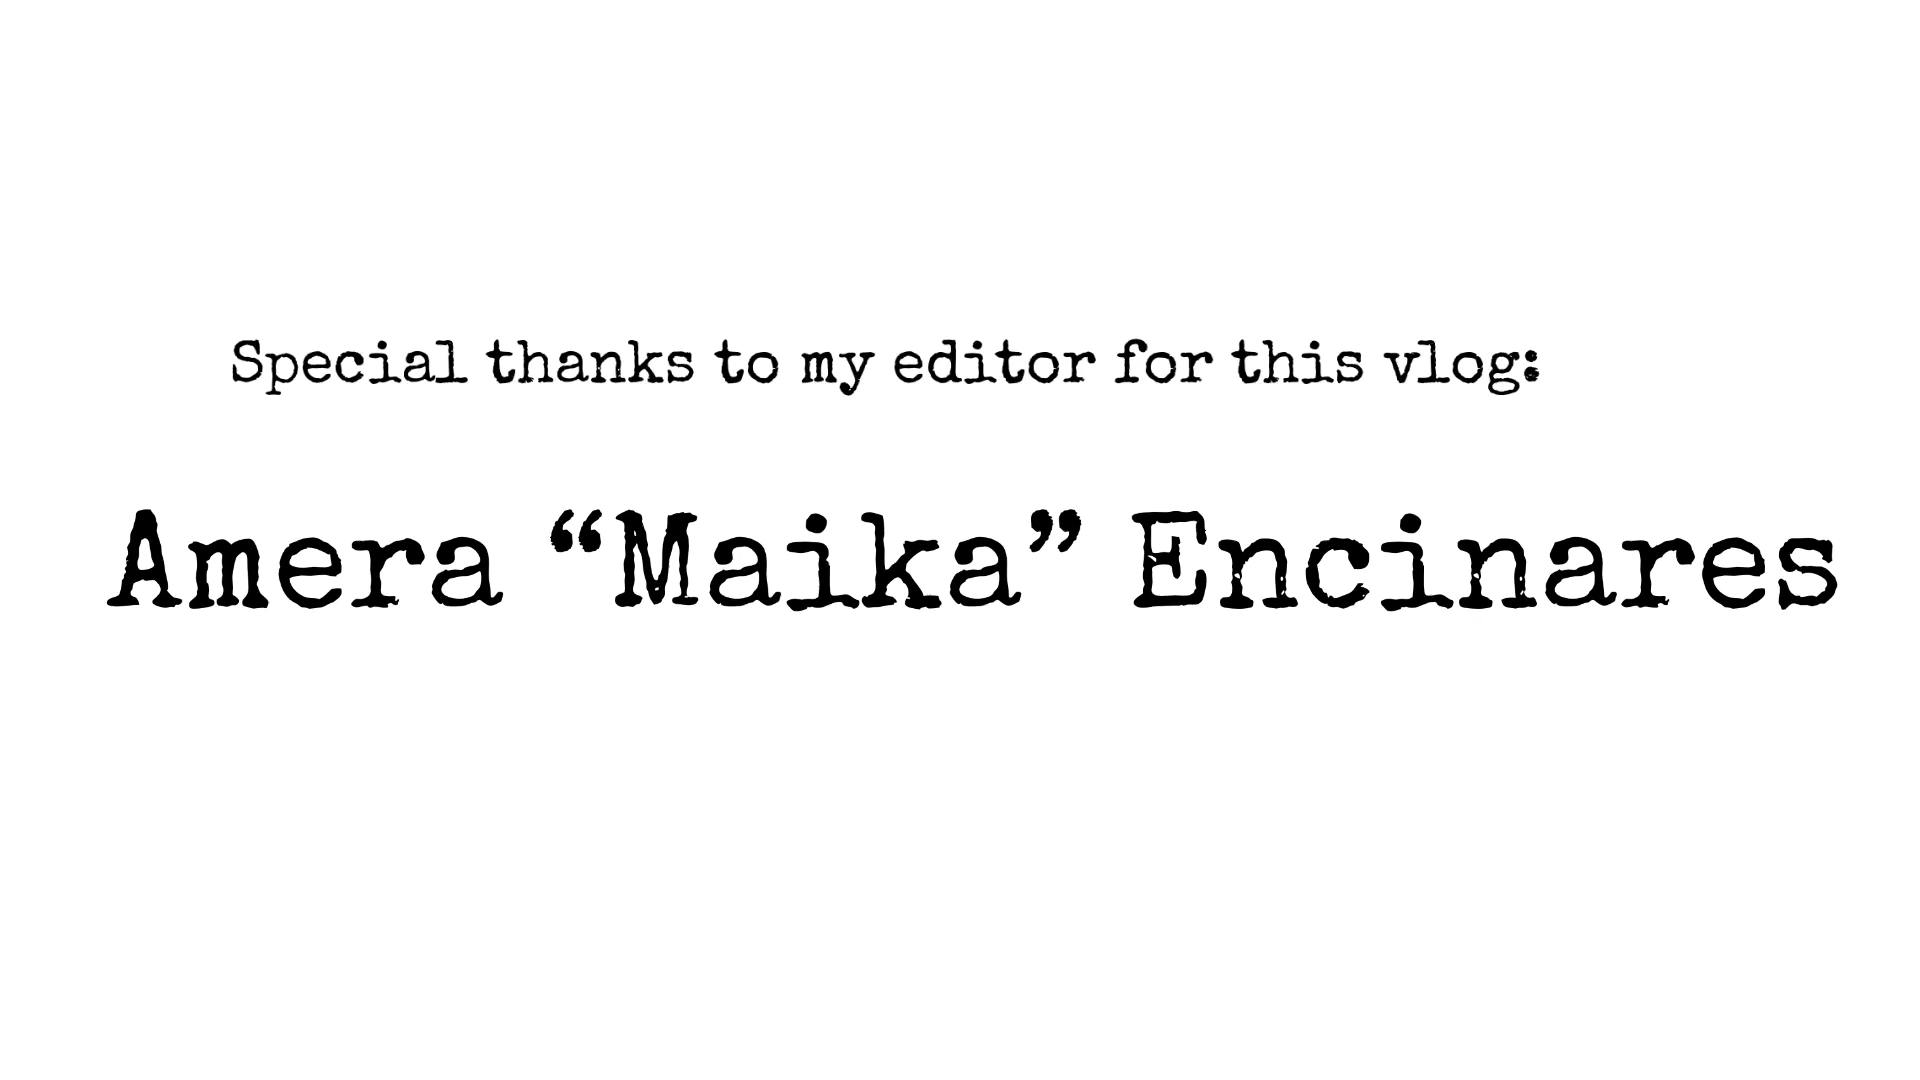 Special thanks to my editor for this vlog:
Amera “Maika” Encinares